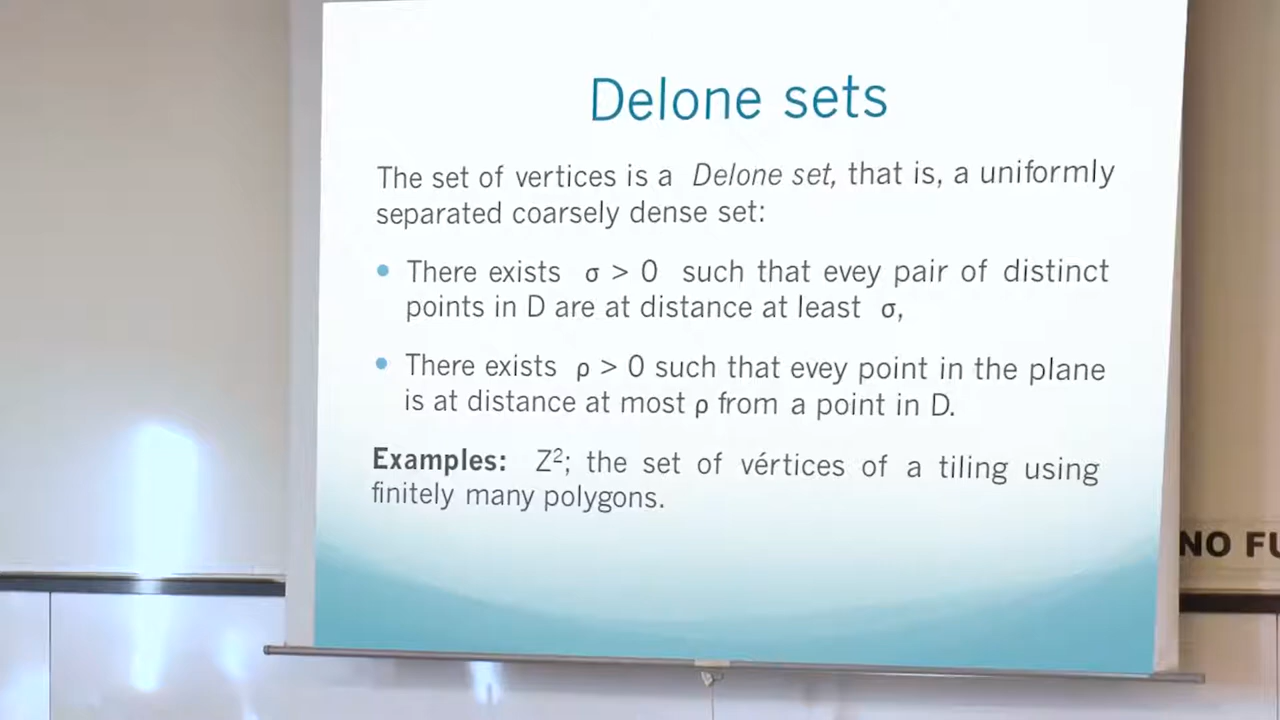 Delone sets
The set of vertices is a Delone set, that is, a uniformly
separated coarsely dense set:
• There exists σ > 0 such that evey pair of distinct
points in D are at distance at least σ,
• There exists ρ > 0 such that evey point in the plane
is at distance at most ρ from a point in D.
Examples: Z²; the set of vértices of a tiling using
finitely many polygons.
NO FU